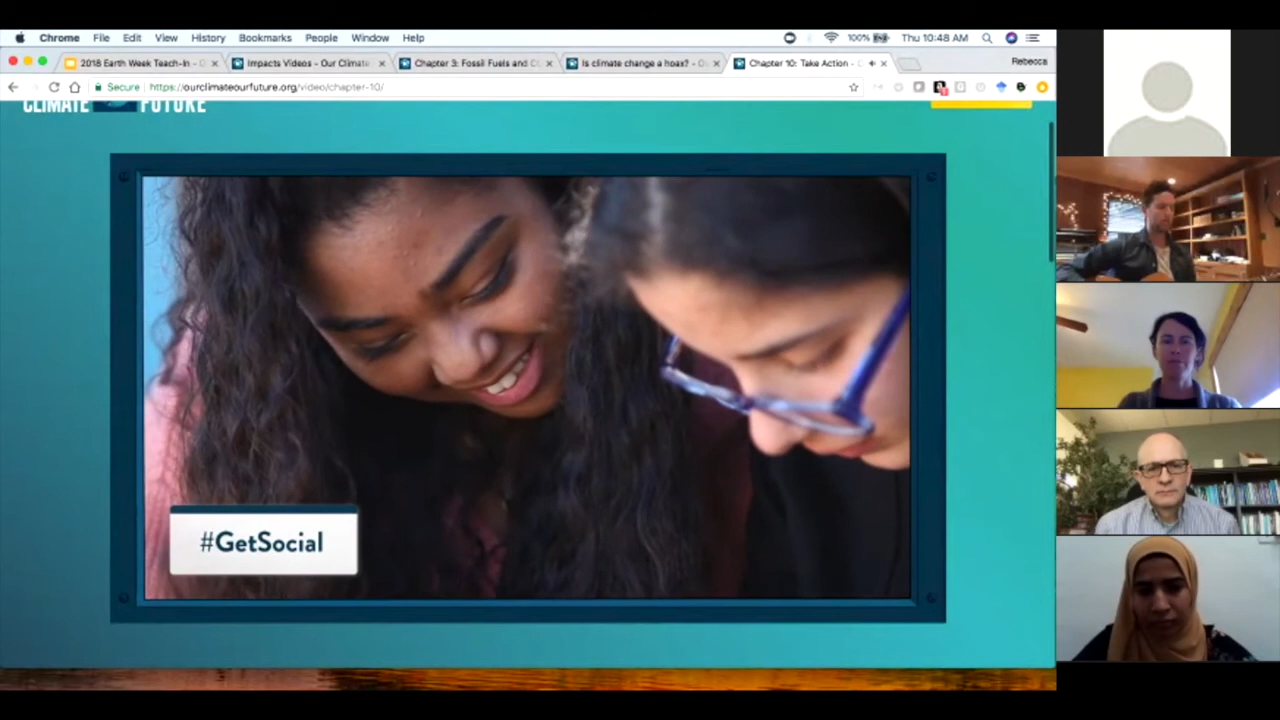 Chrome File Edit View History Bookmarks People Window Help 100% Thu 10:48 AM
2018 Earth Week Teach-In - Impacts Videos - Our Climate Chapter 3: Fossil Fuels and C Is climate change a hoax? - Chapter 10: Take Action - Rebecca
Secure https://ourclimateourfuture.org/video/chapter-10/
CLIMATE FUTURE
#GetSocial